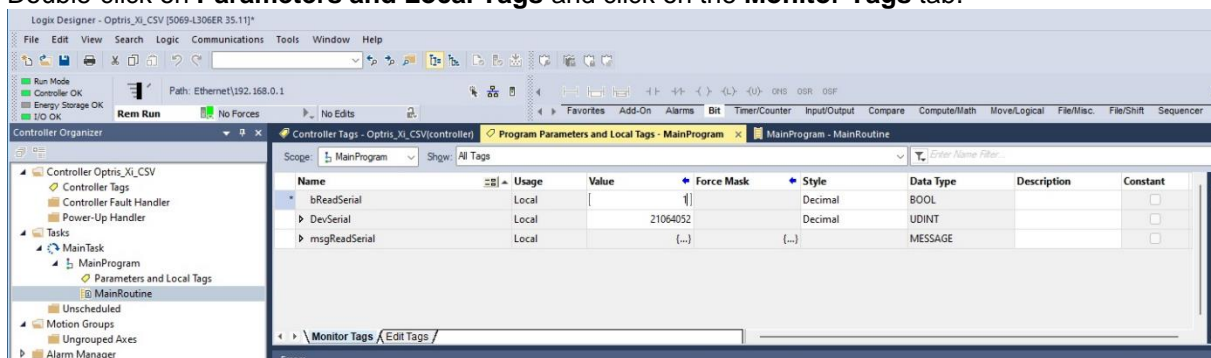 Double-click on Parameters and Local Tags and click on the Monitor Tags tab.
Logix Designer - Optris_Xi_CSV [5069-L306ER 35.11]*
File Edit View Search Logic Communications Tools Window Help
Run Mode
Controller OK
Energy Storage OK
I/O OK
Path: Ethernet\192.168.0.1
Rem Run No Forces No Edits
ONS OSR OSF
Favorites Add-On Alarms Bit Timer/Counter Input/Output Compare Compute/Math Move/Logical File/Misc. File/Shift Sequencer
Controller Organizer
Controller Tags - Optris_Xi_CSV(controller) Program Parameters and Local Tags - MainProgram MainProgram - MainRoutine
Scope: MainProgram Show: All Tags Enter Name Filter...
Name Usage Value Force Mask Style Data Type Description Constant
bReadSerial Local 1 Decimal BOOL
DevSerial Local 21064052 Decimal UDINT
msgReadSerial Local {...} {...} MESSAGE
Controller Optris_Xi_CSV
Controller Tags
Controller Fault Handler
Power-Up Handler
Tasks
MainTask
MainProgram
Parameters and Local Tags
MainRoutine
Unscheduled
Motion Groups
Ungrouped Axes
Alarm Manager
Monitor Tags Edit Tags